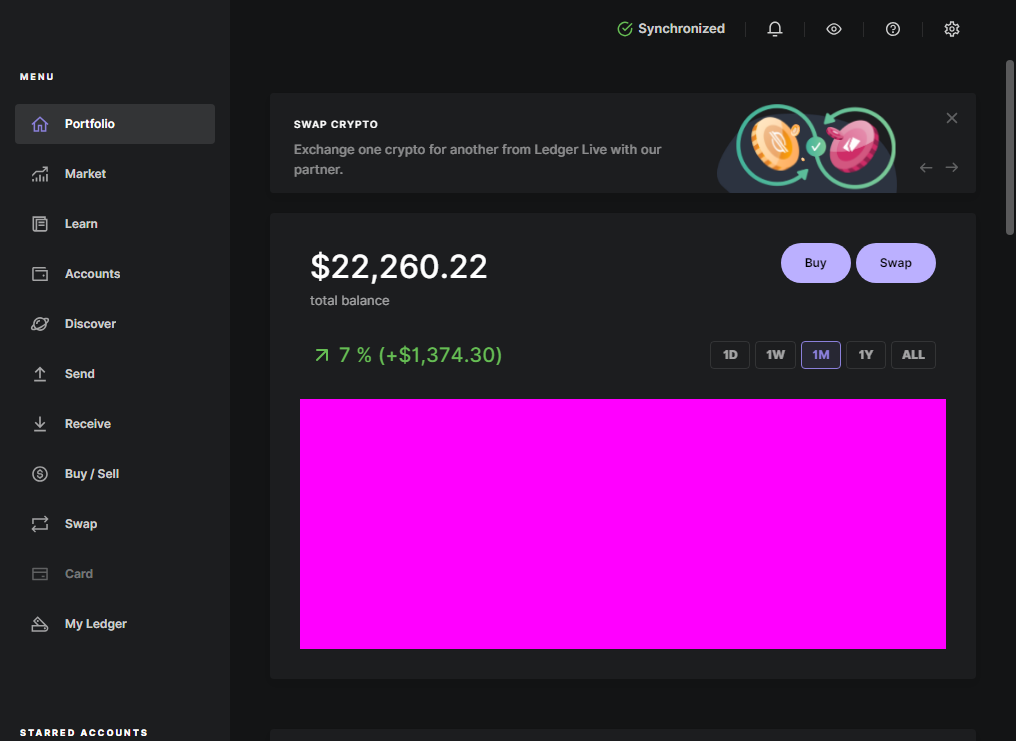 Synchronized
MENU
Portfolio
Market
Learn
Accounts
Discover
Send
Receive
Buy / Sell
Swap
Card
My Ledger
STARRED ACCOUNTS
SWAP CRYPTO
Exchange one crypto for another from Ledger Live with our
partner.
$22,260.22
total balance
Buy
Swap
7 % (+$1,374.30)
1D
1W
1M
1Y
ALL